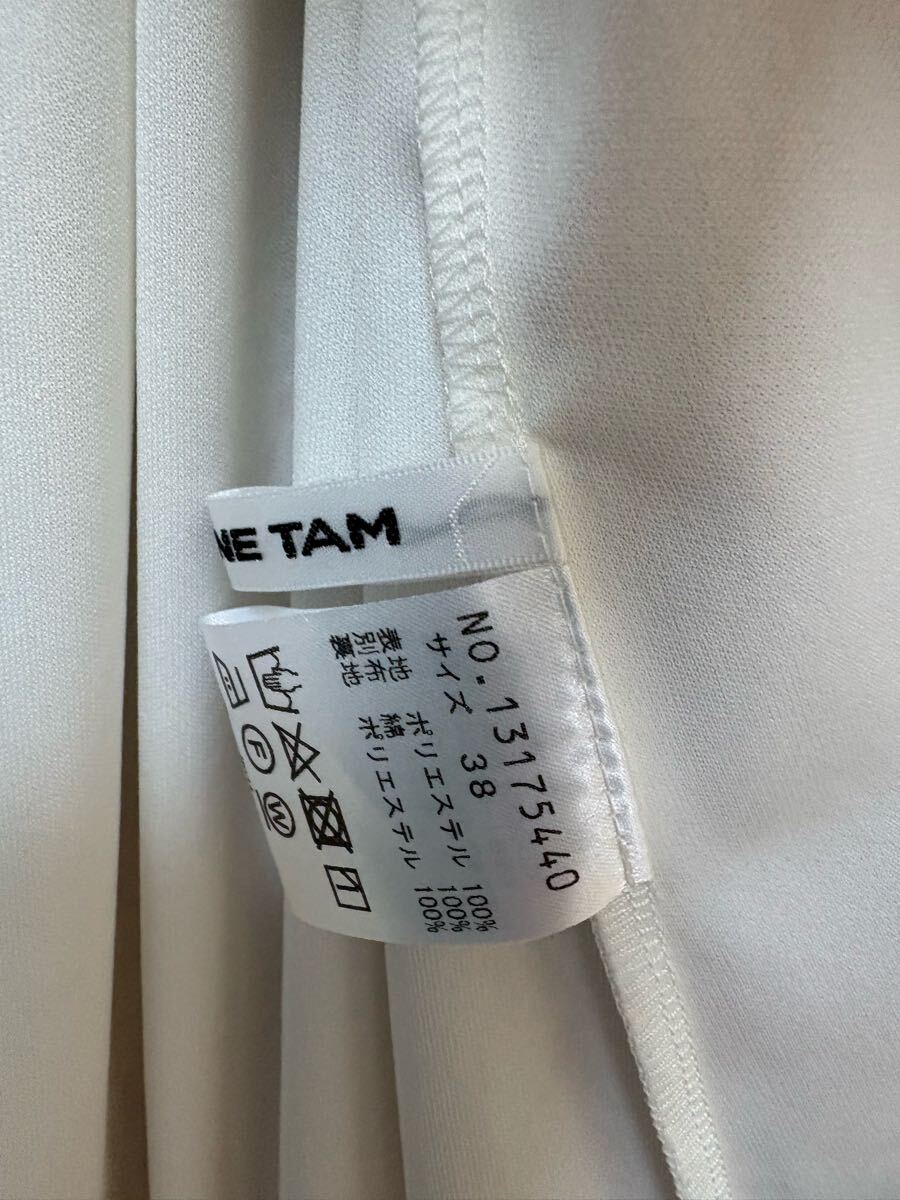 NE TAM
NO.13175440
サイズ 38
表地 ポリエステル 100%
別布 綿 100%
裏地 ポリエステル 100%
F
W